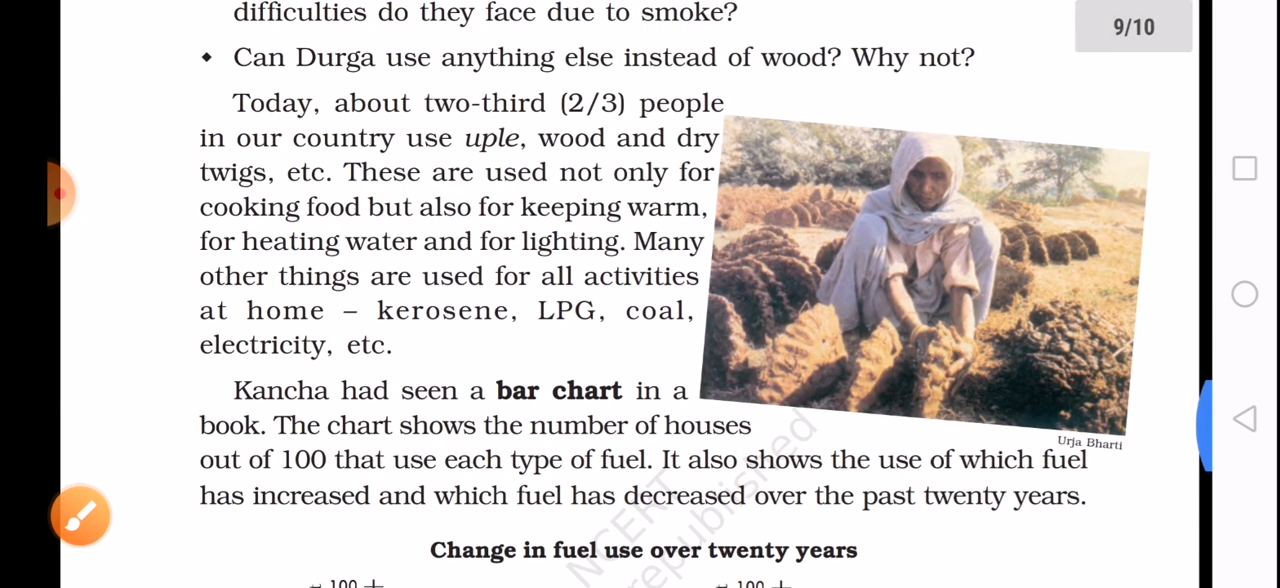 difficulties do they face due to smoke?
9/10
◆ Can Durga use anything else instead of wood? Why not?
Today, about two-third (2/3) people
in our country use uple, wood and dry
twigs, etc. These are used not only for
cooking food but also for keeping warm,
for heating water and for lighting. Many
other things are used for all activities
at home – kerosene, LPG, coal,
electricity, etc.
Urja Bharti
Kancha had seen a bar chart in a
book. The chart shows the number of houses
out of 100 that use each type of fuel. It also shows the use of which fuel
has increased and which fuel has decreased over the past twenty years.
NCERT
republished
Change in fuel use over twenty years
100
100